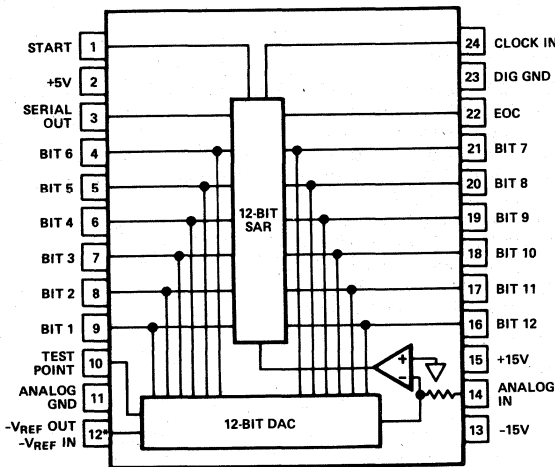 START 1
+5V 2
SERIAL
OUT 3
BIT 6 4
BIT 5 5
BIT 4 6
BIT 3 7
BIT 2 8
BIT 1 9
TEST
POINT 10
ANALOG
GND 11
-VREF OUT
-VREF IN 12*
12-BIT
SAR
12-BIT DAC
+
-
24 CLOCK IN
23 DIG GND
22 EOC
21 BIT 7
20 BIT 8
19 BIT 9
18 BIT 10
17 BIT 11
16 BIT 12
15 +15V
14 ANALOG
IN
13 -15V